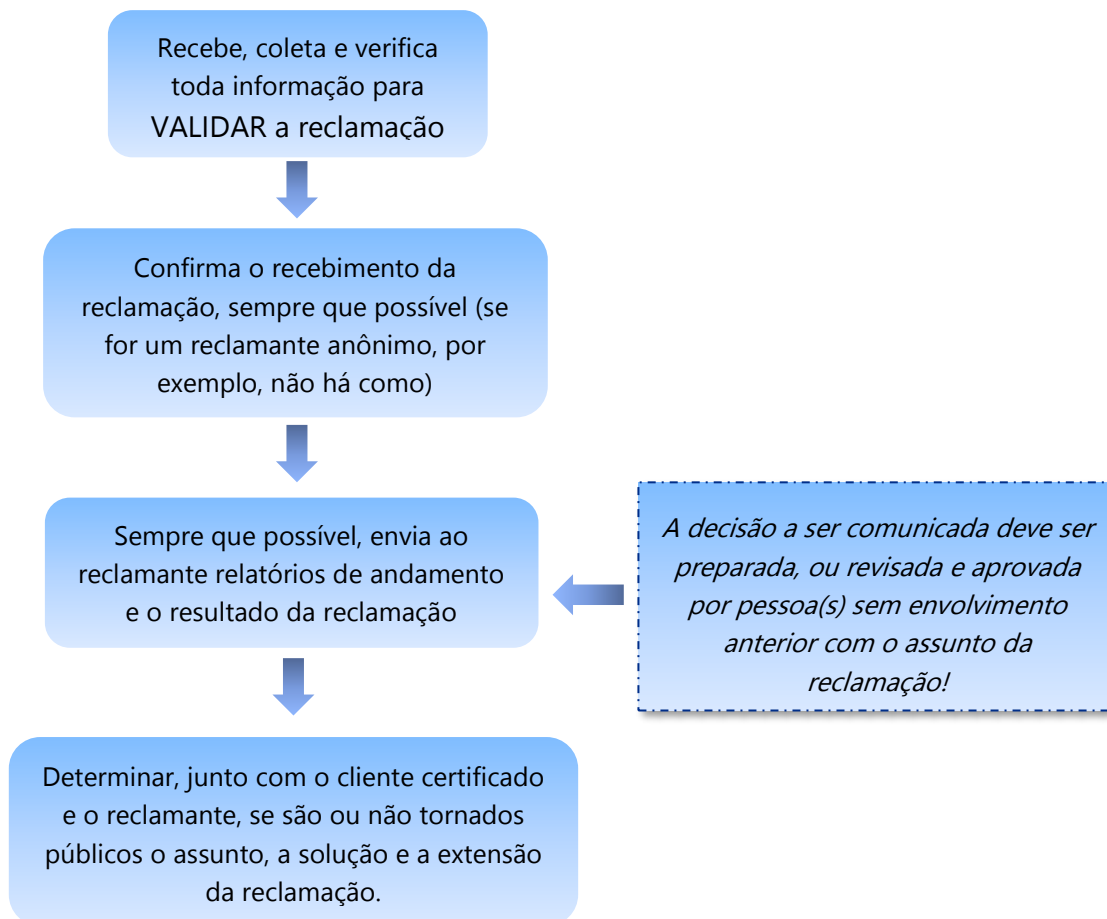 Recebe, coleta e verifica
toda informação para
VALIDAR a reclamação
Confirma o recebimento da
reclamação, sempre que possível (se
for um reclamante anônimo, por
exemplo, não há como)
Sempre que possível, envia ao
reclamante relatórios de andamento
e o resultado da reclamação
A decisão a ser comunicada deve ser
preparada, ou revisada e aprovada
por pessoa(s) sem envolvimento
anterior com o assunto da
reclamação!
Determinar, junto com o cliente certificado
e o reclamante, se são ou não tornados
públicos o assunto, a solução e a extensão
da reclamação.